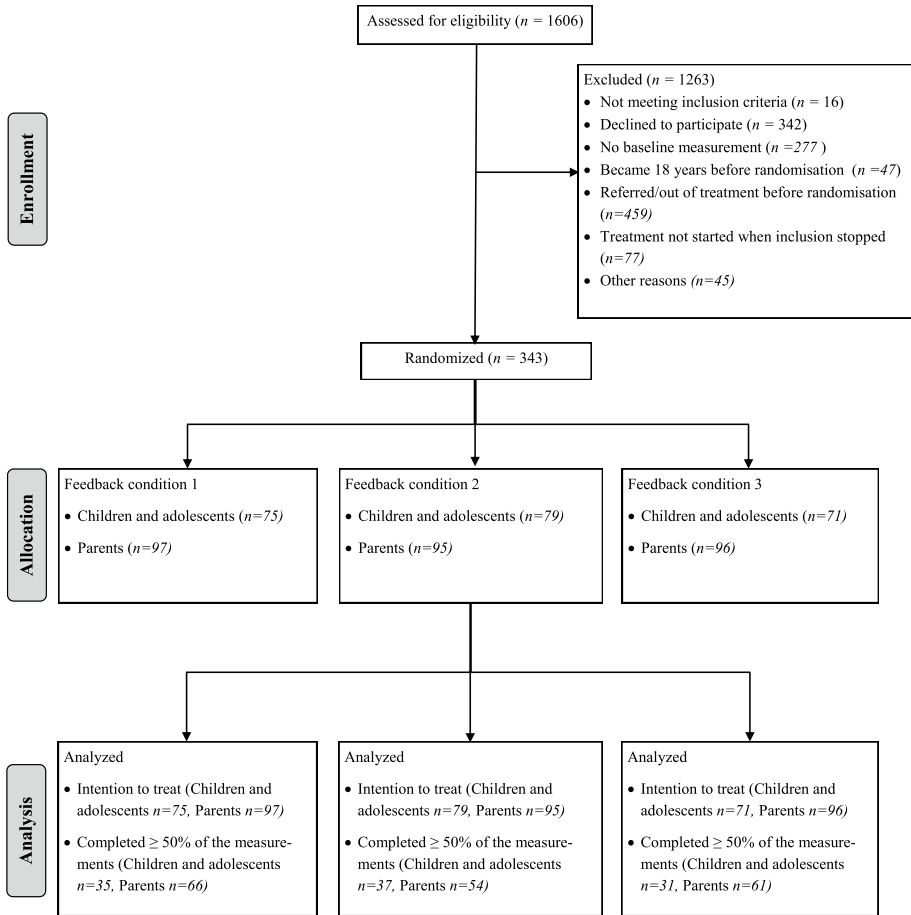 Assessed for eligibility (n = 1606)
Enrollment
Excluded (n = 1263)
• Not meeting inclusion criteria (n = 16)
• Declined to participate (n = 342)
• No baseline measurement (n =277 )
• Became 18 years before randomisation (n =47)
• Referred/out of treatment before randomisation
(n=459)
• Treatment not started when inclusion stopped
(n=77)
• Other reasons (n=45)
Randomized (n = 343)
Allocation
Feedback condition 1
• Children and adolescents (n=75)
• Parents (n=97)
Feedback condition 2
• Children and adolescents (n=79)
• Parents (n=95)
Feedback condition 3
• Children and adolescents (n=71)
• Parents (n=96)
Analysis
Analyzed
• Intention to treat (Children and
adolescents n=75, Parents n=97)
• Completed ≥ 50% of the measure-
ments (Children and adolescents
n=35, Parents n=66)
Analyzed
• Intention to treat (Children and
adolescents n=79, Parents n=95)
• Completed ≥ 50% of the measure-
ments (Children and adolescents
n=37, Parents n=54)
Analyzed
• Intention to treat (Children and
adolescents n=71, Parents n=96)
• Completed ≥ 50% of the measure-
ments (Children and adolescents
n=31, Parents n=61)